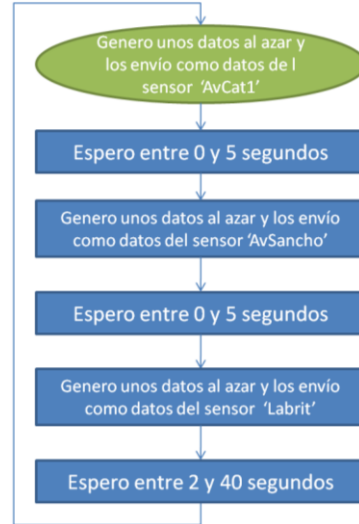 Genero unos datos al azar y
los envío como datos de l
sensor ‘AvCat1’
Espero entre 0 y 5 segundos
Genero unos datos al azar y los envío
como datos del sensor ‘AvSancho’
Espero entre 0 y 5 segundos
Genero unos datos al azar y los envío
como datos del sensor ‘Labrit’
Espero entre 2 y 40 segundos